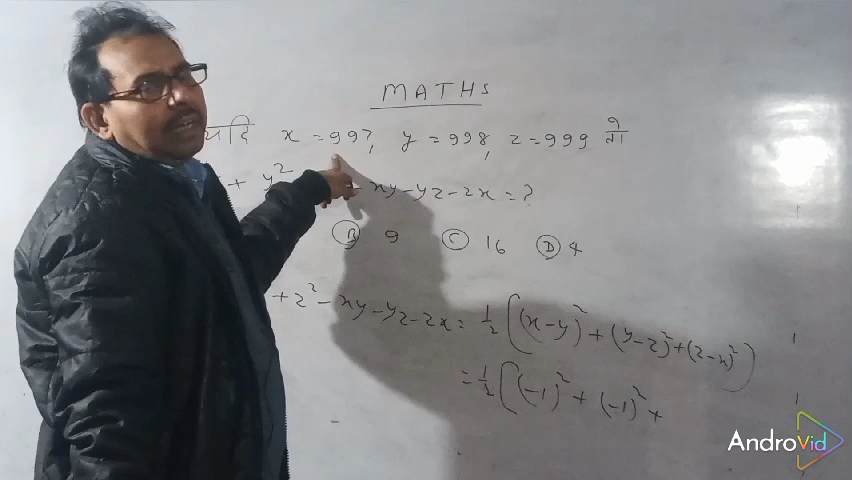 MATHS
यदि x = 997, y = 998, z = 999 तो
+ y² - xy - yz - zx = ?
Ⓑ 9 Ⓒ 16 Ⓓ 4
+ z² - xy - yz - zx = 1/2 [(x-y)² + (y-z)² + (z-x)²]
= 1/2 [(-1)² + (-1)² +
AndroVid